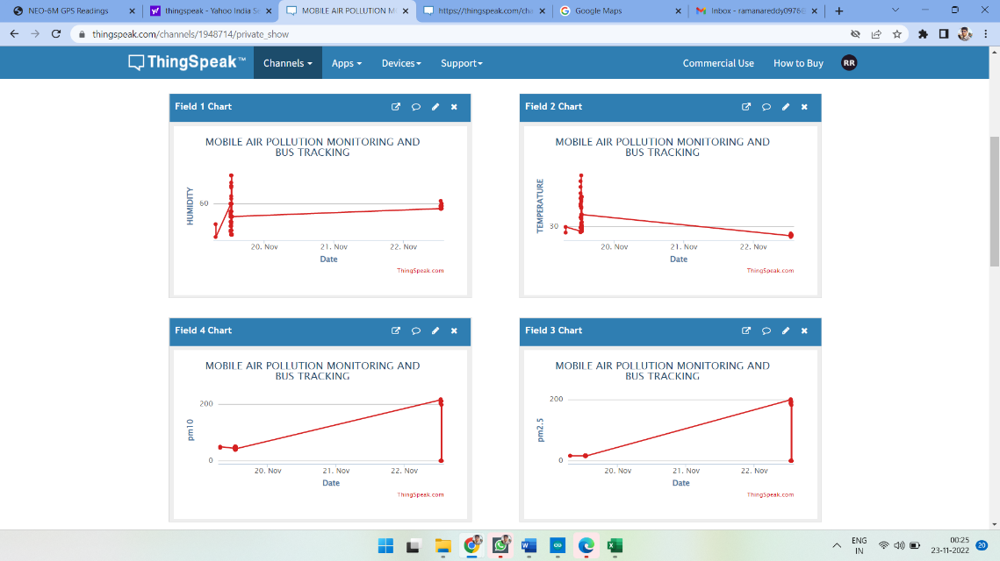 NEO-6M GPS Readings
thingspeak - Yahoo India Se
MOBILE AIR POLLUTION M
https://thingspeak.com/cha
Google Maps
Inbox - ramanareddy0976
thingspeak.com/channels/1948714/private_show
ThingSpeak™
Channels
Apps
Devices
Support
Commercial Use
How to Buy
RR
Field 1 Chart
MOBILE AIR POLLUTION MONITORING AND
BUS TRACKING
HUMIDITY
60
20. Nov
21. Nov
22. Nov
Date
ThingSpeak.com
Field 2 Chart
MOBILE AIR POLLUTION MONITORING AND
BUS TRACKING
TEMPERATURE
30
20. Nov
21. Nov
22. Nov
Date
ThingSpeak.com
Field 4 Chart
MOBILE AIR POLLUTION MONITORING AND
BUS TRACKING
pm10
200
0
20. Nov
21. Nov
22. Nov
Date
ThingSpeak.com
Field 3 Chart
MOBILE AIR POLLUTION MONITORING AND
BUS TRACKING
pm2.5
200
0
20. Nov
21. Nov
22. Nov
Date
ThingSpeak.com
ENG
IN
00:25
23-11-2022
20